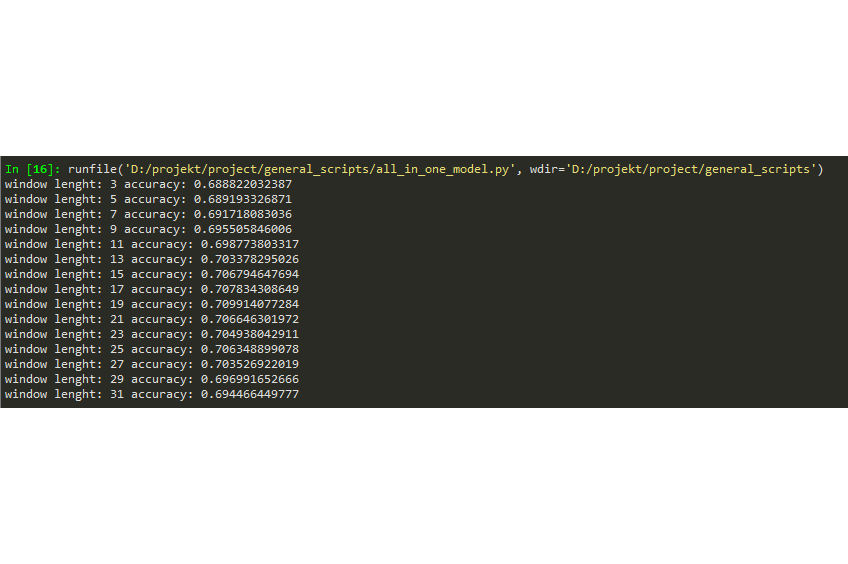 In [16]: runfile('D:/projekt/project/general_scripts/all_in_one_model.py', wdir='D:/projekt/project/general_scripts')
window lenght: 3 accuracy: 0.688822032387
window lenght: 5 accuracy: 0.689193326871
window lenght: 7 accuracy: 0.691718083036
window lenght: 9 accuracy: 0.695505846006
window lenght: 11 accuracy: 0.698773803317
window lenght: 13 accuracy: 0.703378295026
window lenght: 15 accuracy: 0.706794647694
window lenght: 17 accuracy: 0.707834308649
window lenght: 19 accuracy: 0.709914077284
window lenght: 21 accuracy: 0.706646301972
window lenght: 23 accuracy: 0.704938042911
window lenght: 25 accuracy: 0.706348899078
window lenght: 27 accuracy: 0.703526922019
window lenght: 29 accuracy: 0.696991652666
window lenght: 31 accuracy: 0.694466449777